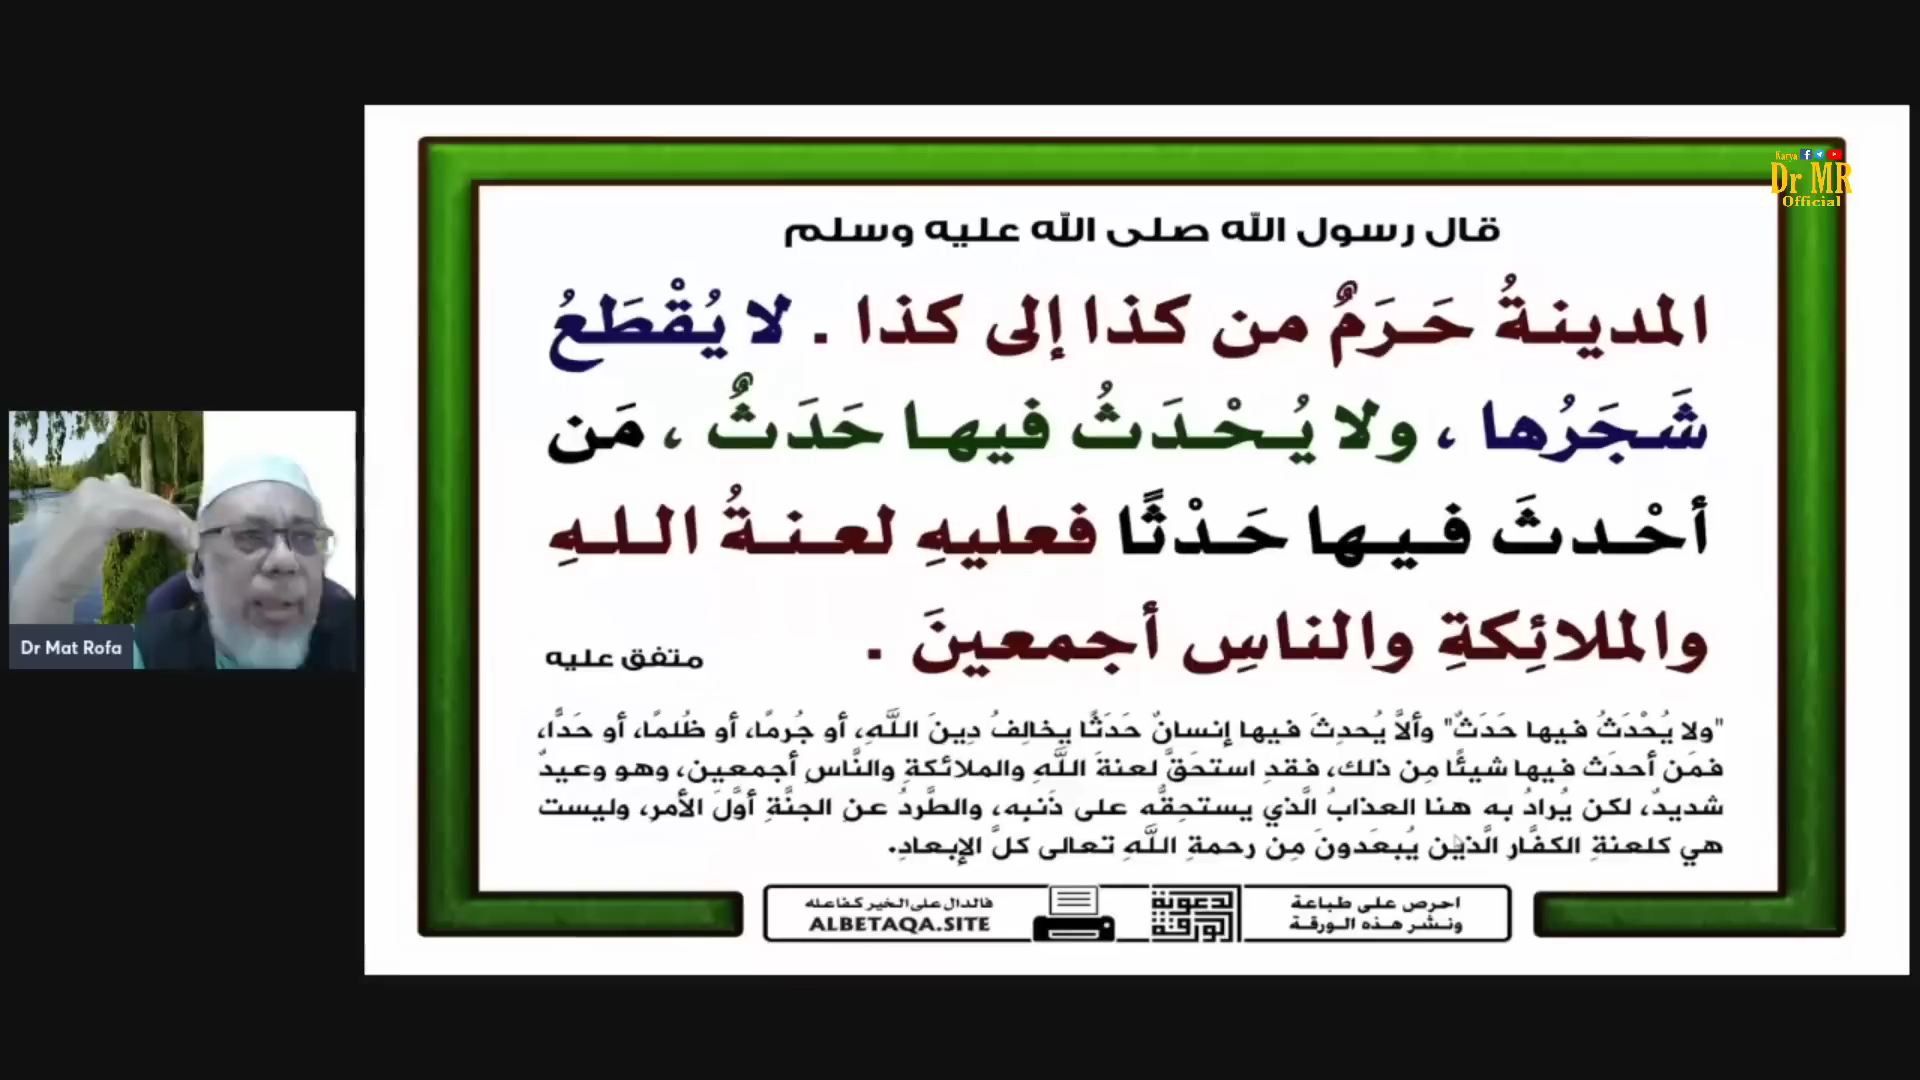 Karya
Dr MR
Official
قال رسول الله صلى الله عليه وسلم
المدينةُ حَرَمٌ من كذا إلى كذا . لا يُقْطَعُ
شَجَرُها ، ولا يُحْدَثُ فيها حَدَثٌ ، مَن
أحْدثَ فيها حَدْثًا فعليهِ لعنةُ اللهِ
والملائِكةِ والناسِ أجمعينَ .
متفق عليه
"ولا يُحْدَثُ فيها حَدَثٌ" وألَّا يُحدِثَ فيها إنسانٌ حَدَثًا يخالِفُ دِينَ اللَّهِ، أو جُرمًا، أو ظُلمًا، أو حَدًّا،
فمَن أحدَث فيها شيئًا مِن ذلك، فقدِ استحَقَّ لعنةَ اللَّهِ والملائكةِ والنَّاسِ أجمعين، وهو وعيدٌ
شديدٌ، لكن يُرادُ به هنا العذابُ الَّذي يستحِقُّه على ذَنبِه، والطَّردُ عنِ الجنَّةِ أوَّلَ الأمرِ، وليست
هي كلعنةِ الكفَّارِ الَّذين يُبعَدونَ مِن رحمةِ اللَّهِ تعالى كلَّ الإبعادِ.
احرص على طباعة
ونشر هذه الورقة
الورقة
الدعوية
فالدال على الخير كفاعله
ALBETAQA.SITE
Dr Mat Rofa